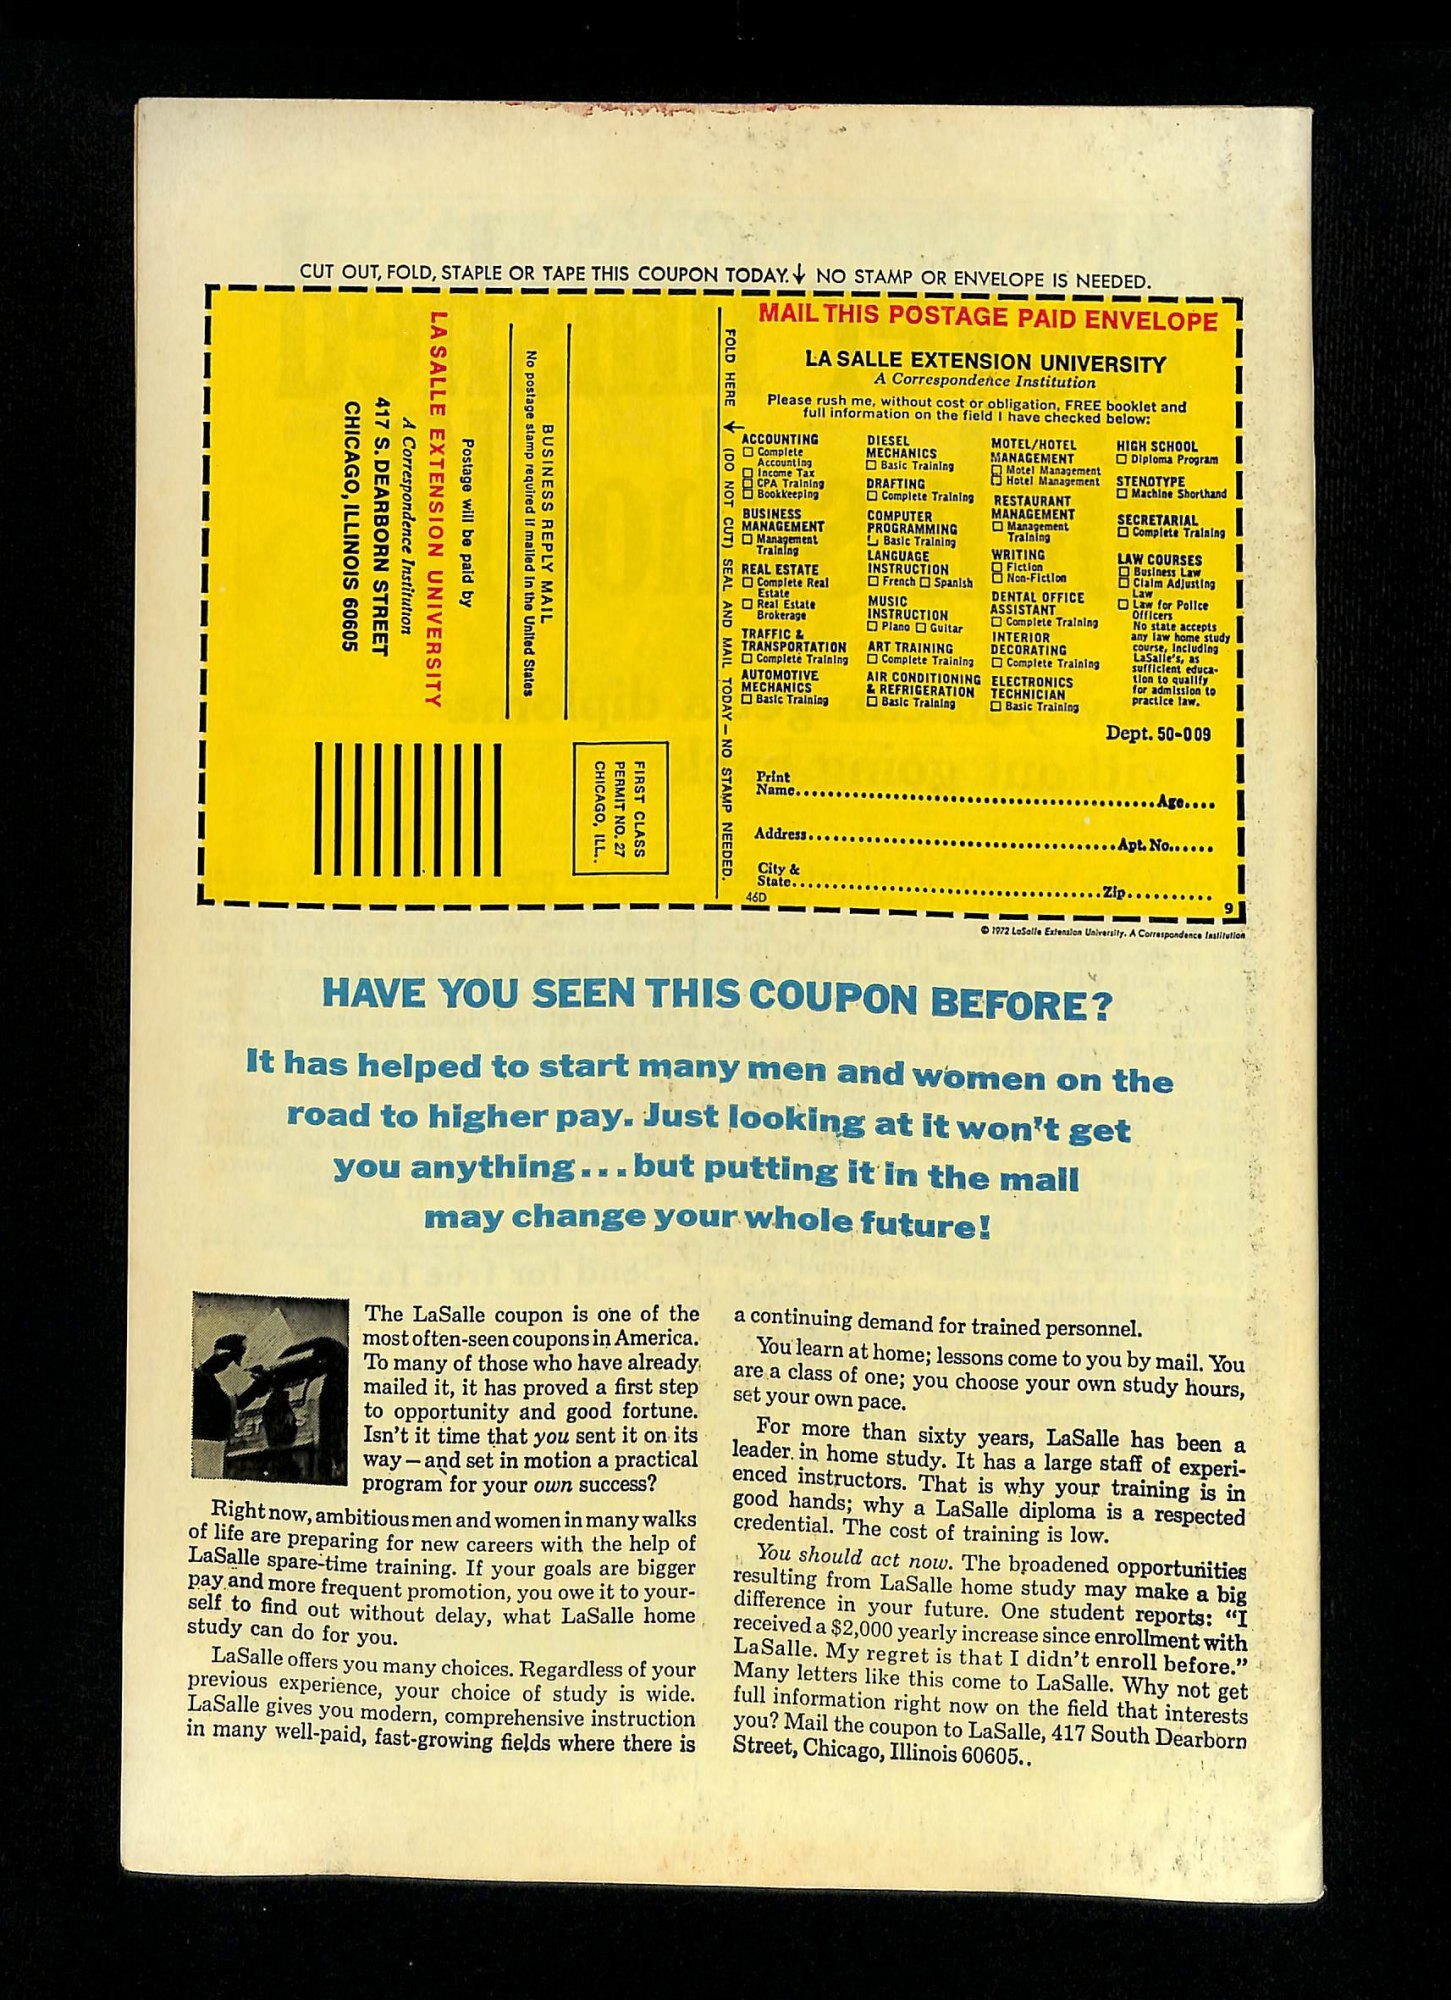 CUT OUT, FOLD, STAPLE OR TAPE THIS COUPON TODAY.↓ NO STAMP OR ENVELOPE IS NEEDED.
LA SALLE EXTENSION UNIVERSITY
A Correspondence Institution
417 S. DEARBORN STREET
CHICAGO, ILLINOIS 60605
Postage will be paid by
No postage stamp required if mailed in the United States
BUSINESS REPLY MAIL
FIRST CLASS
PERMIT NO. 27
CHICAGO, ILL..
FOLD HERE ↓ (DO NOT CUT) SEAL AND MAIL TODAY — NO STAMP NEEDED.
MAIL THIS POSTAGE PAID ENVELOPE
LA SALLE EXTENSION UNIVERSITY
A Correspondence Institution
Please rush me, without cost or obligation, FREE booklet and
full information on the field I have checked below:
ACCOUNTING
☐ Complete
Accounting
☐ Income Tax
☐ CPA Training
☐ Bookkeeping
BUSINESS
MANAGEMENT
☐ Management
Training
REAL ESTATE
☐ Complete Real
Estate
☐ Real Estate
Brokerage
TRAFFIC &
TRANSPORTATION
☐ Complete Training
AUTOMOTIVE
MECHANICS
☐ Basic Training
DIESEL
MECHANICS
☐ Basic Training
DRAFTING
☐ Complete Training
COMPUTER
PROGRAMMING
☐ Basic Training
LANGUAGE
INSTRUCTION
☐ French ☐ Spanish
MUSIC
INSTRUCTION
☐ Piano ☐ Guitar
ART TRAINING
☐ Complete Training
AIR CONDITIONING
& REFRIGERATION
☐ Basic Training
MOTEL/HOTEL
MANAGEMENT
☐ Motel Management
☐ Hotel Management
RESTAURANT
MANAGEMENT
☐ Management
Training
WRITING
☐ Fiction
☐ Non-Fiction
DENTAL OFFICE
ASSISTANT
☐ Complete Training
INTERIOR
DECORATING
☐ Complete Training
ELECTRONICS
TECHNICIAN
☐ Basic Training
HIGH SCHOOL
☐ Diploma Program
STENOTYPE
☐ Machine Shorthand
SECRETARIAL
☐ Complete Training
LAW COURSES
☐ Business Law
☐ Claim Adjusting
Law
☐ Law for Police
Officers
No state accepts
any law home study
course, including
LaSalle's, as
sufficient educa-
tion to qualify
for admission to
practice law.
Dept. 50-009
Print
Name........................................Age....
Address....................................Apt. No......
City &
State....................................Zip..........
46D
9
© 1972 LaSalle Extension University. A Correspondence Institution
HAVE YOU SEEN THIS COUPON BEFORE?
It has helped to start many men and women on the
road to higher pay. Just looking at it won't get
you anything...but putting it in the mail
may change your whole future!
The LaSalle coupon is one of the
most often-seen coupons in America.
To many of those who have already
mailed it, it has proved a first step
to opportunity and good fortune.
Isn't it time that you sent it on its
way — and set in motion a practical
program for your own success?
Right now, ambitious men and women in many walks
of life are preparing for new careers with the help of
LaSalle spare-time training. If your goals are bigger
pay and more frequent promotion, you owe it to your-
self to find out without delay, what LaSalle home
study can do for you.
LaSalle offers you many choices. Regardless of your
previous experience, your choice of study is wide.
LaSalle gives you modern, comprehensive instruction
in many well-paid, fast-growing fields where there is
a continuing demand for trained personnel.
You learn at home; lessons come to you by mail. You
are a class of one; you choose your own study hours,
set your own pace.
For more than sixty years, LaSalle has been a
leader in home study. It has a large staff of experi-
enced instructors. That is why your training is in
good hands; why a LaSalle diploma is a respected
credential. The cost of training is low.
You should act now. The broadened opportunities
resulting from LaSalle home study may make a big
difference in your future. One student reports: "I
received a $2,000 yearly increase since enrollment with
LaSalle. My regret is that I didn't enroll before."
Many letters like this come to LaSalle. Why not get
full information right now on the field that interests
you? Mail the coupon to LaSalle, 417 South Dearborn
Street, Chicago, Illinois 60605..